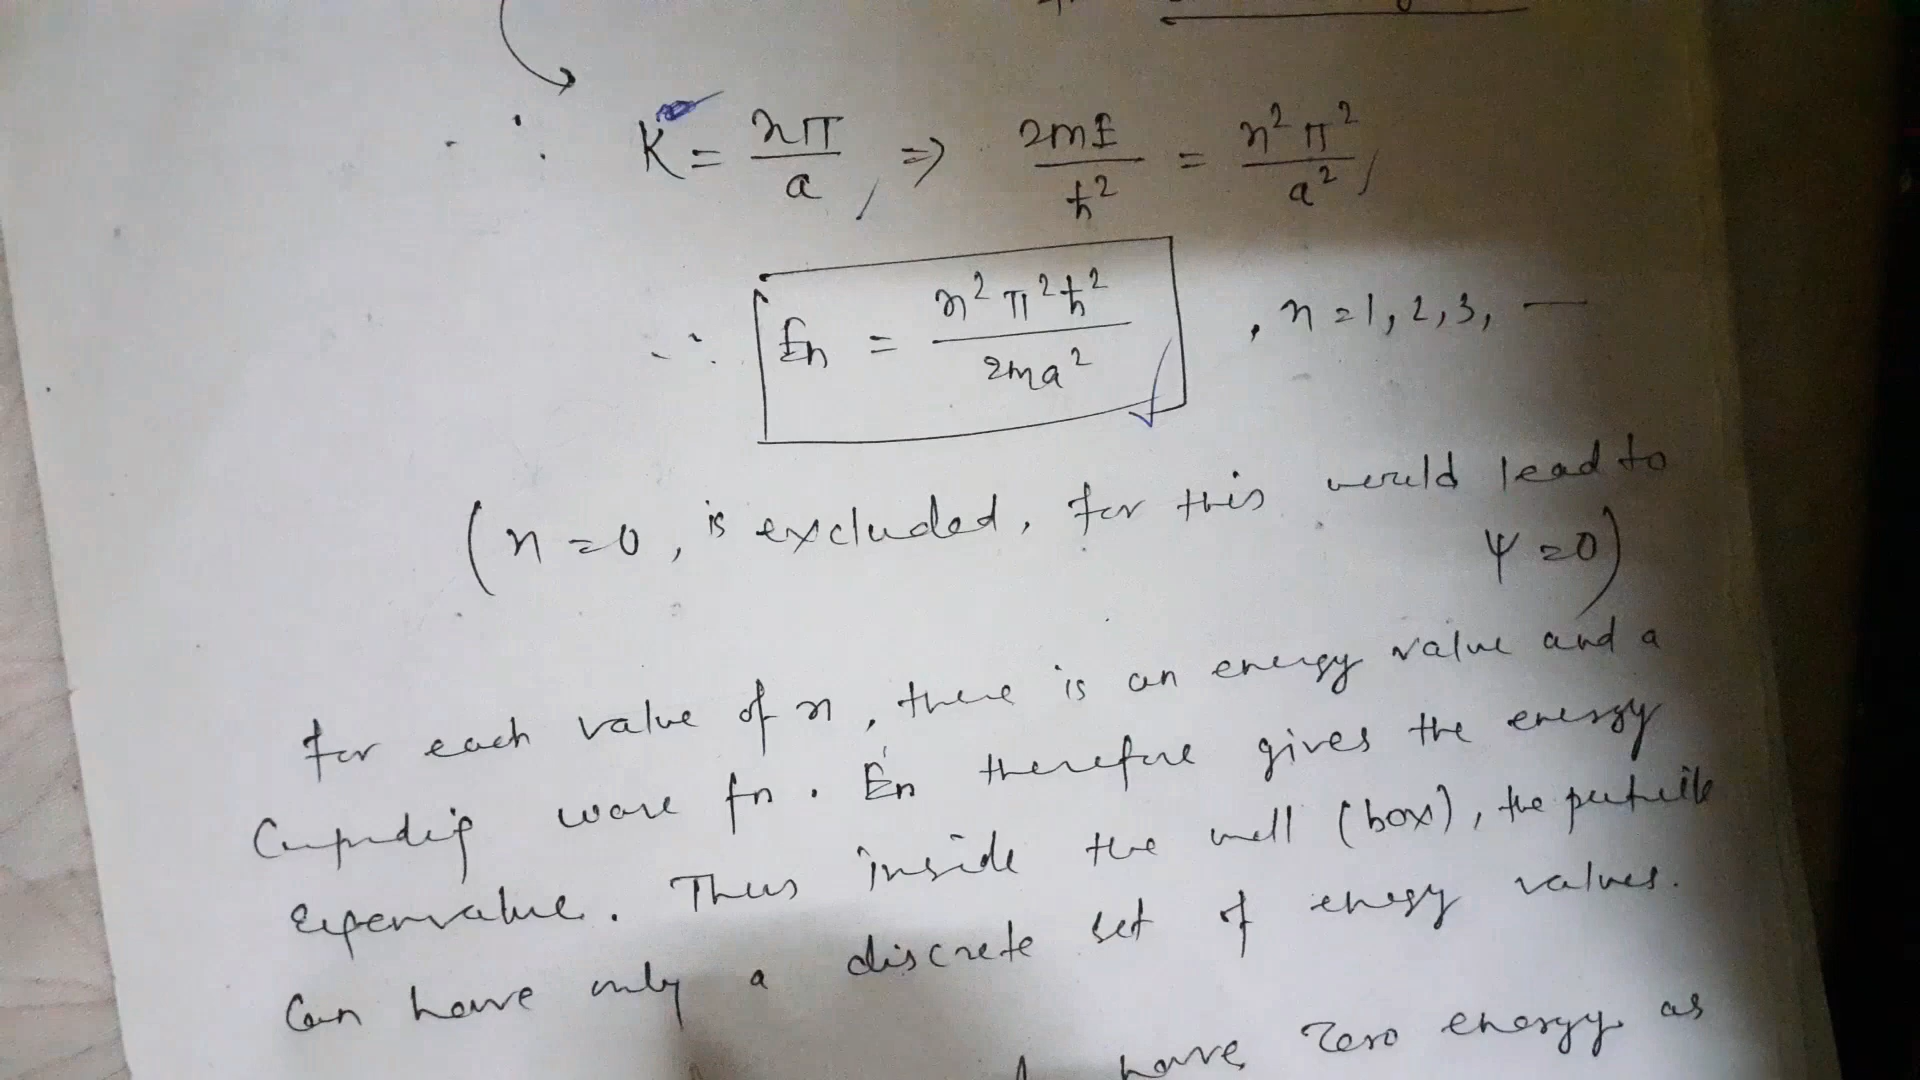 ∴ K = nπ/a, ⇒ 2mE/ħ² = n²π²/a²,
∴ En = n²π²ħ²/2ma² , n=1,2,3, —
(n=0, is excluded, for this would lead to
ψ=0)
for each value of n, there is an energy value and a
wave fn. En therefore gives the energy
eigenvalue. Thus inside the well (box), the particle
Can have only a discrete set of energy values.
have zero energy as